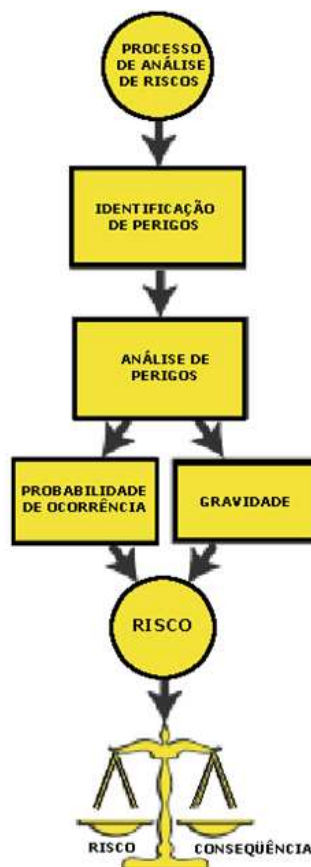 PROCESSO
DE ANÁLISE
DE RISCOS
IDENTIFICAÇÃO
DE PERIGOS
ANÁLISE DE
PERIGOS
PROBABILIDADE
DE OCORRÊNCIA
GRAVIDADE
RISCO
RISCO
CONSEQÜÊNCIA